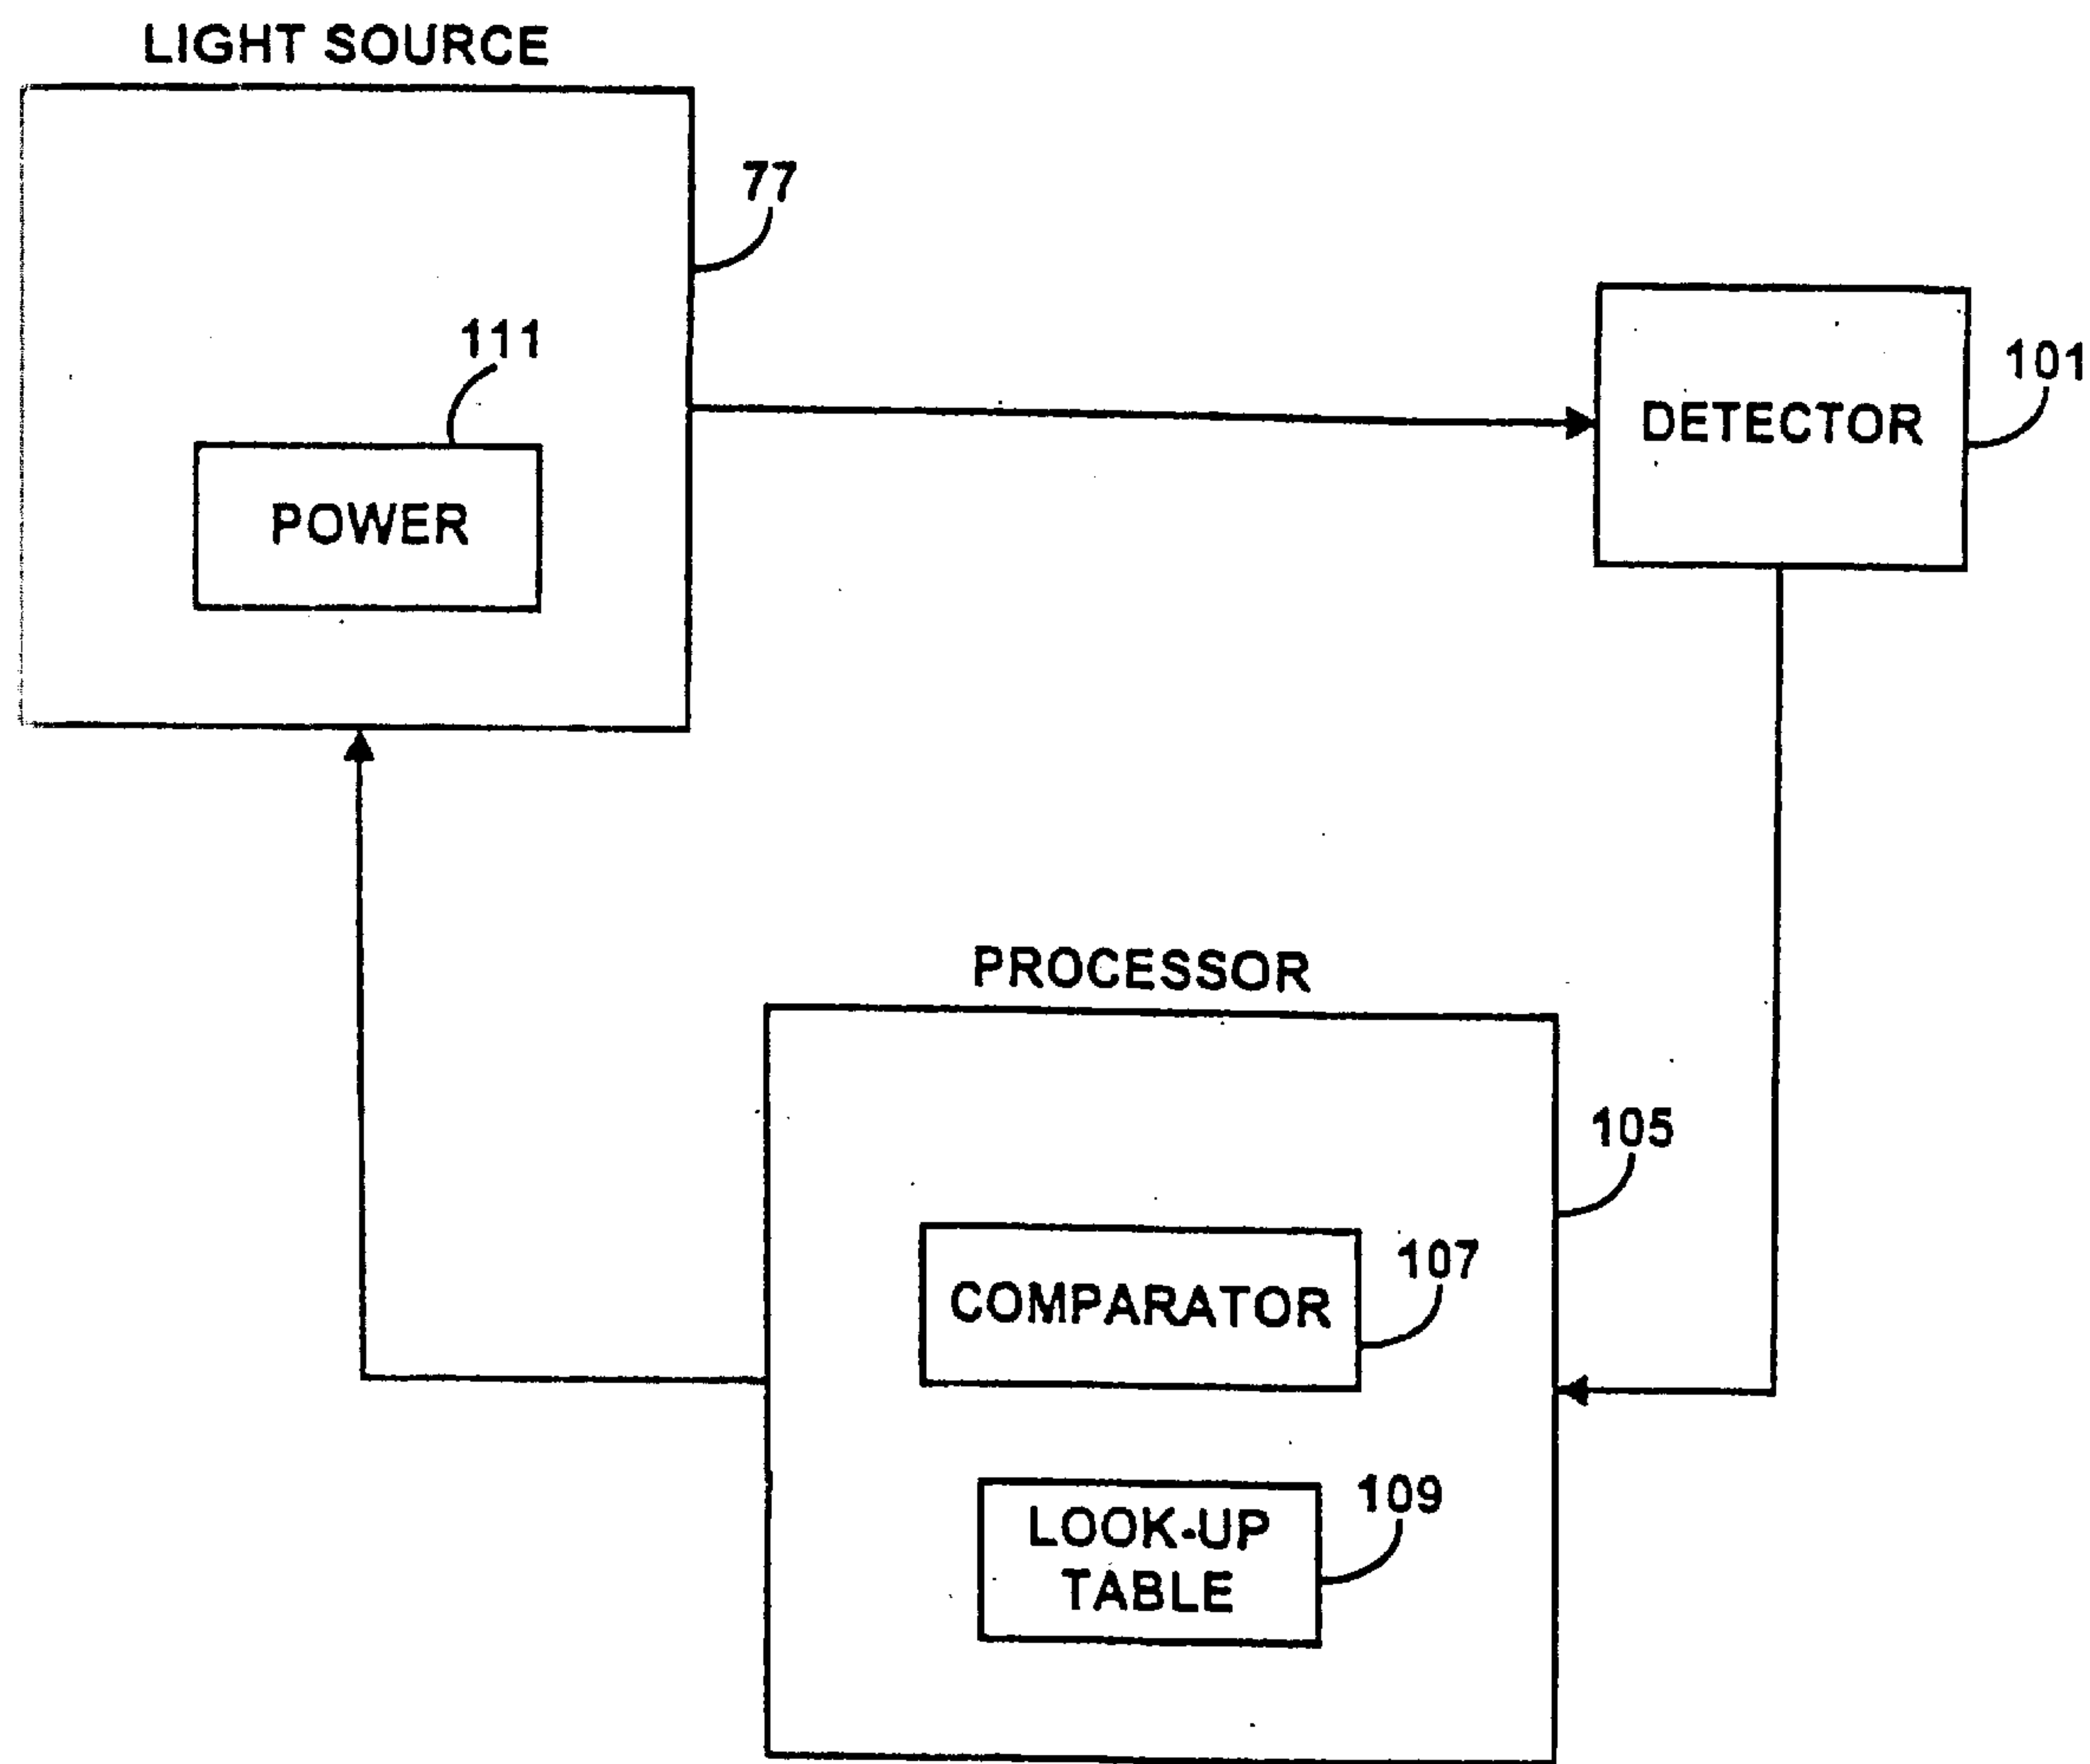 LIGHT SOURCE
77
111
POWER
101
DETECTOR
PROCESSOR
105
107
COMPARATOR
109
LOOK-UP
TABLE